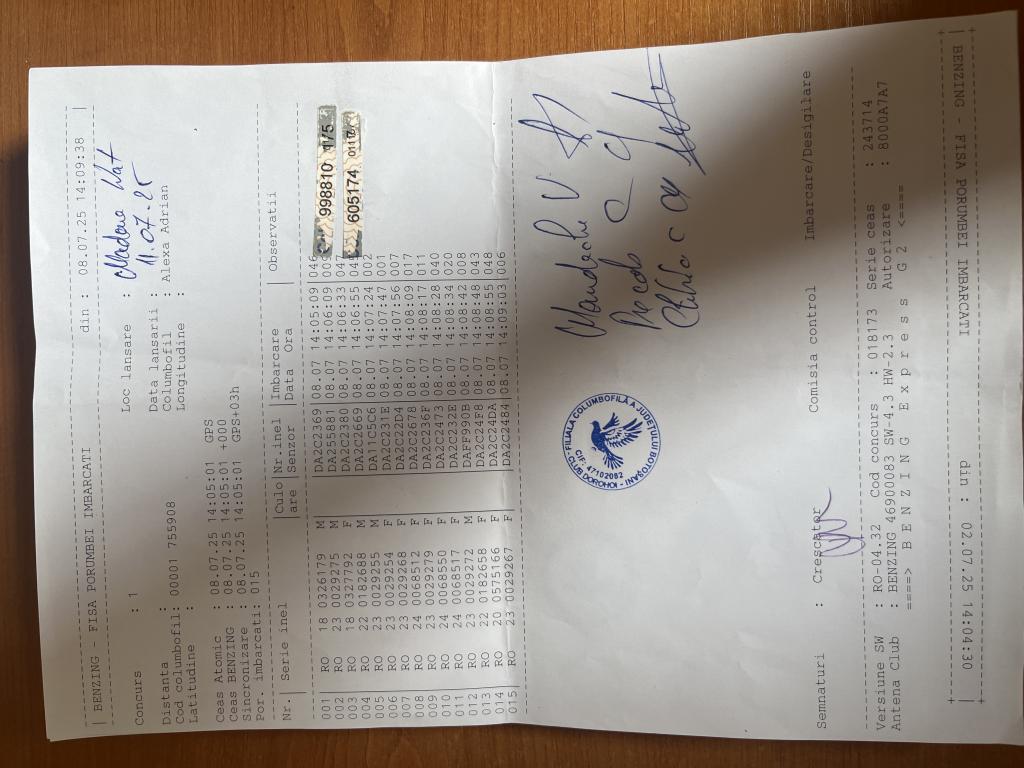 | BENZING - FISA PORUMBEI IMBARCATI din : 08.07.25 14:09:38 |
Concurs : 1 Loc lansare :
11.07.25
Distanta : Data lansarii :
Cod columbofil: 00001 755908 Columbofil : Alexa Adrian
Latitudine : Longitudine :
Ceas Atomic : 08.07.25 14:05:01 GPS
Ceas BENZING : 08.07.25 14:05:01 +000
Sincronizare : 08.07.25 14:05:01 GPS+03h
Por. imbarcati: 015
Nr.| Serie inel |Culo|Nr.inel |Imbarcare |Observatii
|are |Senzor |Data Ora |
001| RO 18 0326179 M |DA2C2369|08.07 14:05:09|046
002| RO 23 0029275 M |DA255881|08.07 14:06:09|
003| RO 18 0327792 F |DA2C2380|08.07 14:06:33|047
004| RO 22 0182688 M |DA2C2669|08.07 14:06:55|
005| RO 23 0029255 M |DA11C5C6|08.07 14:07:24|002
006| RO 23 0029254 F |DA2C231E|08.07 14:07:47|001
007| RO 23 0029268 F |DA2C22D4|08.07 14:07:56|007
008| RO 24 0068512 F |DA2C2678|08.07 14:08:09|017
009| RO 23 0029279 F |DA2C236F|08.07 14:08:17|011
010| RO 24 0068550 F |DA2C2473|08.07 14:08:28|040
011| RO 24 0068517 F |DA2C232E|08.07 14:08:34|020
012| RO 23 0029272 M |DAFF990B|08.07 14:08:42|008
013| RO 22 0182658 F |DA2C24F8|08.07 14:08:48|043
014| RO 20 0575166 F |DA2C24DA|08.07 14:08:55|048
015| RO 23 0029267 F |DA2C2484|08.07 14:09:03|006
998810 11/5
605174
FILIALA COLUMBOFILĂ A JUDEȚULUI BOTOȘANI
CLUB DOROHOI
CIF: 47102082
Semnaturi : Crescator Comisia control Imbarcare/Desigilare
Versiune SW : RO-04.32 Cod concurs : 018173 Serie ceas : 243714
Antena Club : BENZING 46900083 SW-4.3 HW-2.3 Autorizare : 8000A7A7
====> B E N Z I N G E x p r e s s G 2 <====
| BENZING - FISA PORUMBEI IMBARCATI din : 02.07.25 14:04:30 |